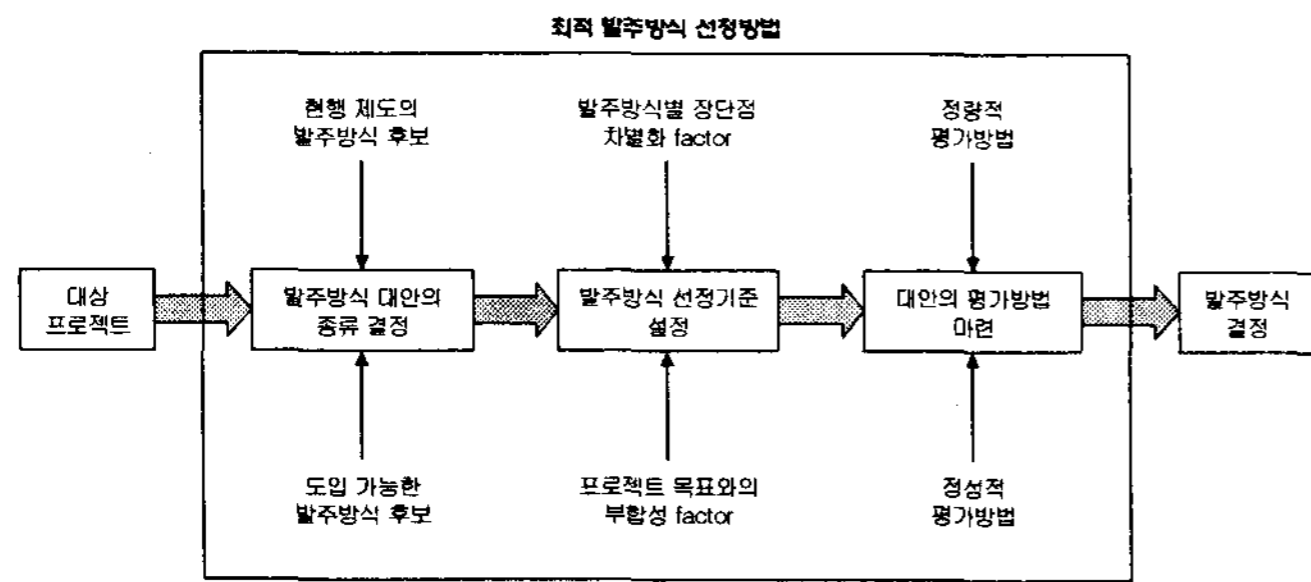 최적 발주방식 선정방법
현행 제도의
발주방식 후보
발주방식별 장단점
차별화 factor
정량적
평가방법
대상
프로젝트
발주방식 대안의
종류 결정
발주방식 선정기준
설정
대안의 평가방법
마련
발주방식
결정
도입 가능한
발주방식 후보
프로젝트 목표와의
부합성 factor
정성적
평가방법